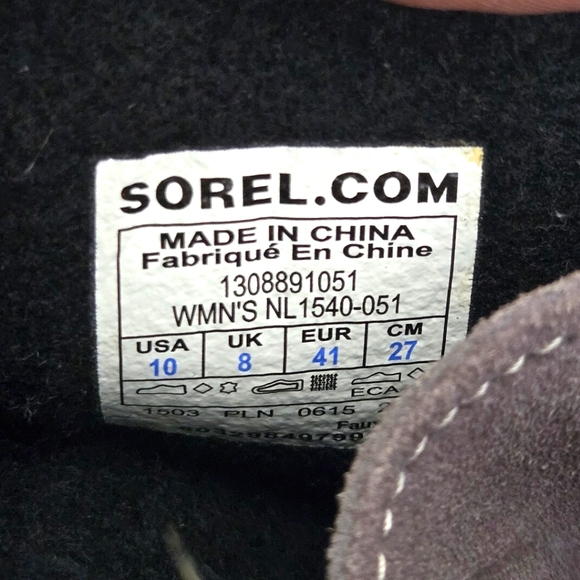 SOREL.COM
MADE IN CHINA
Fabriqué En Chine
1308891051
WMN'S NL1540-051
USA UK EUR CM
10 8 41 27
ECA
1503 PLN 0615